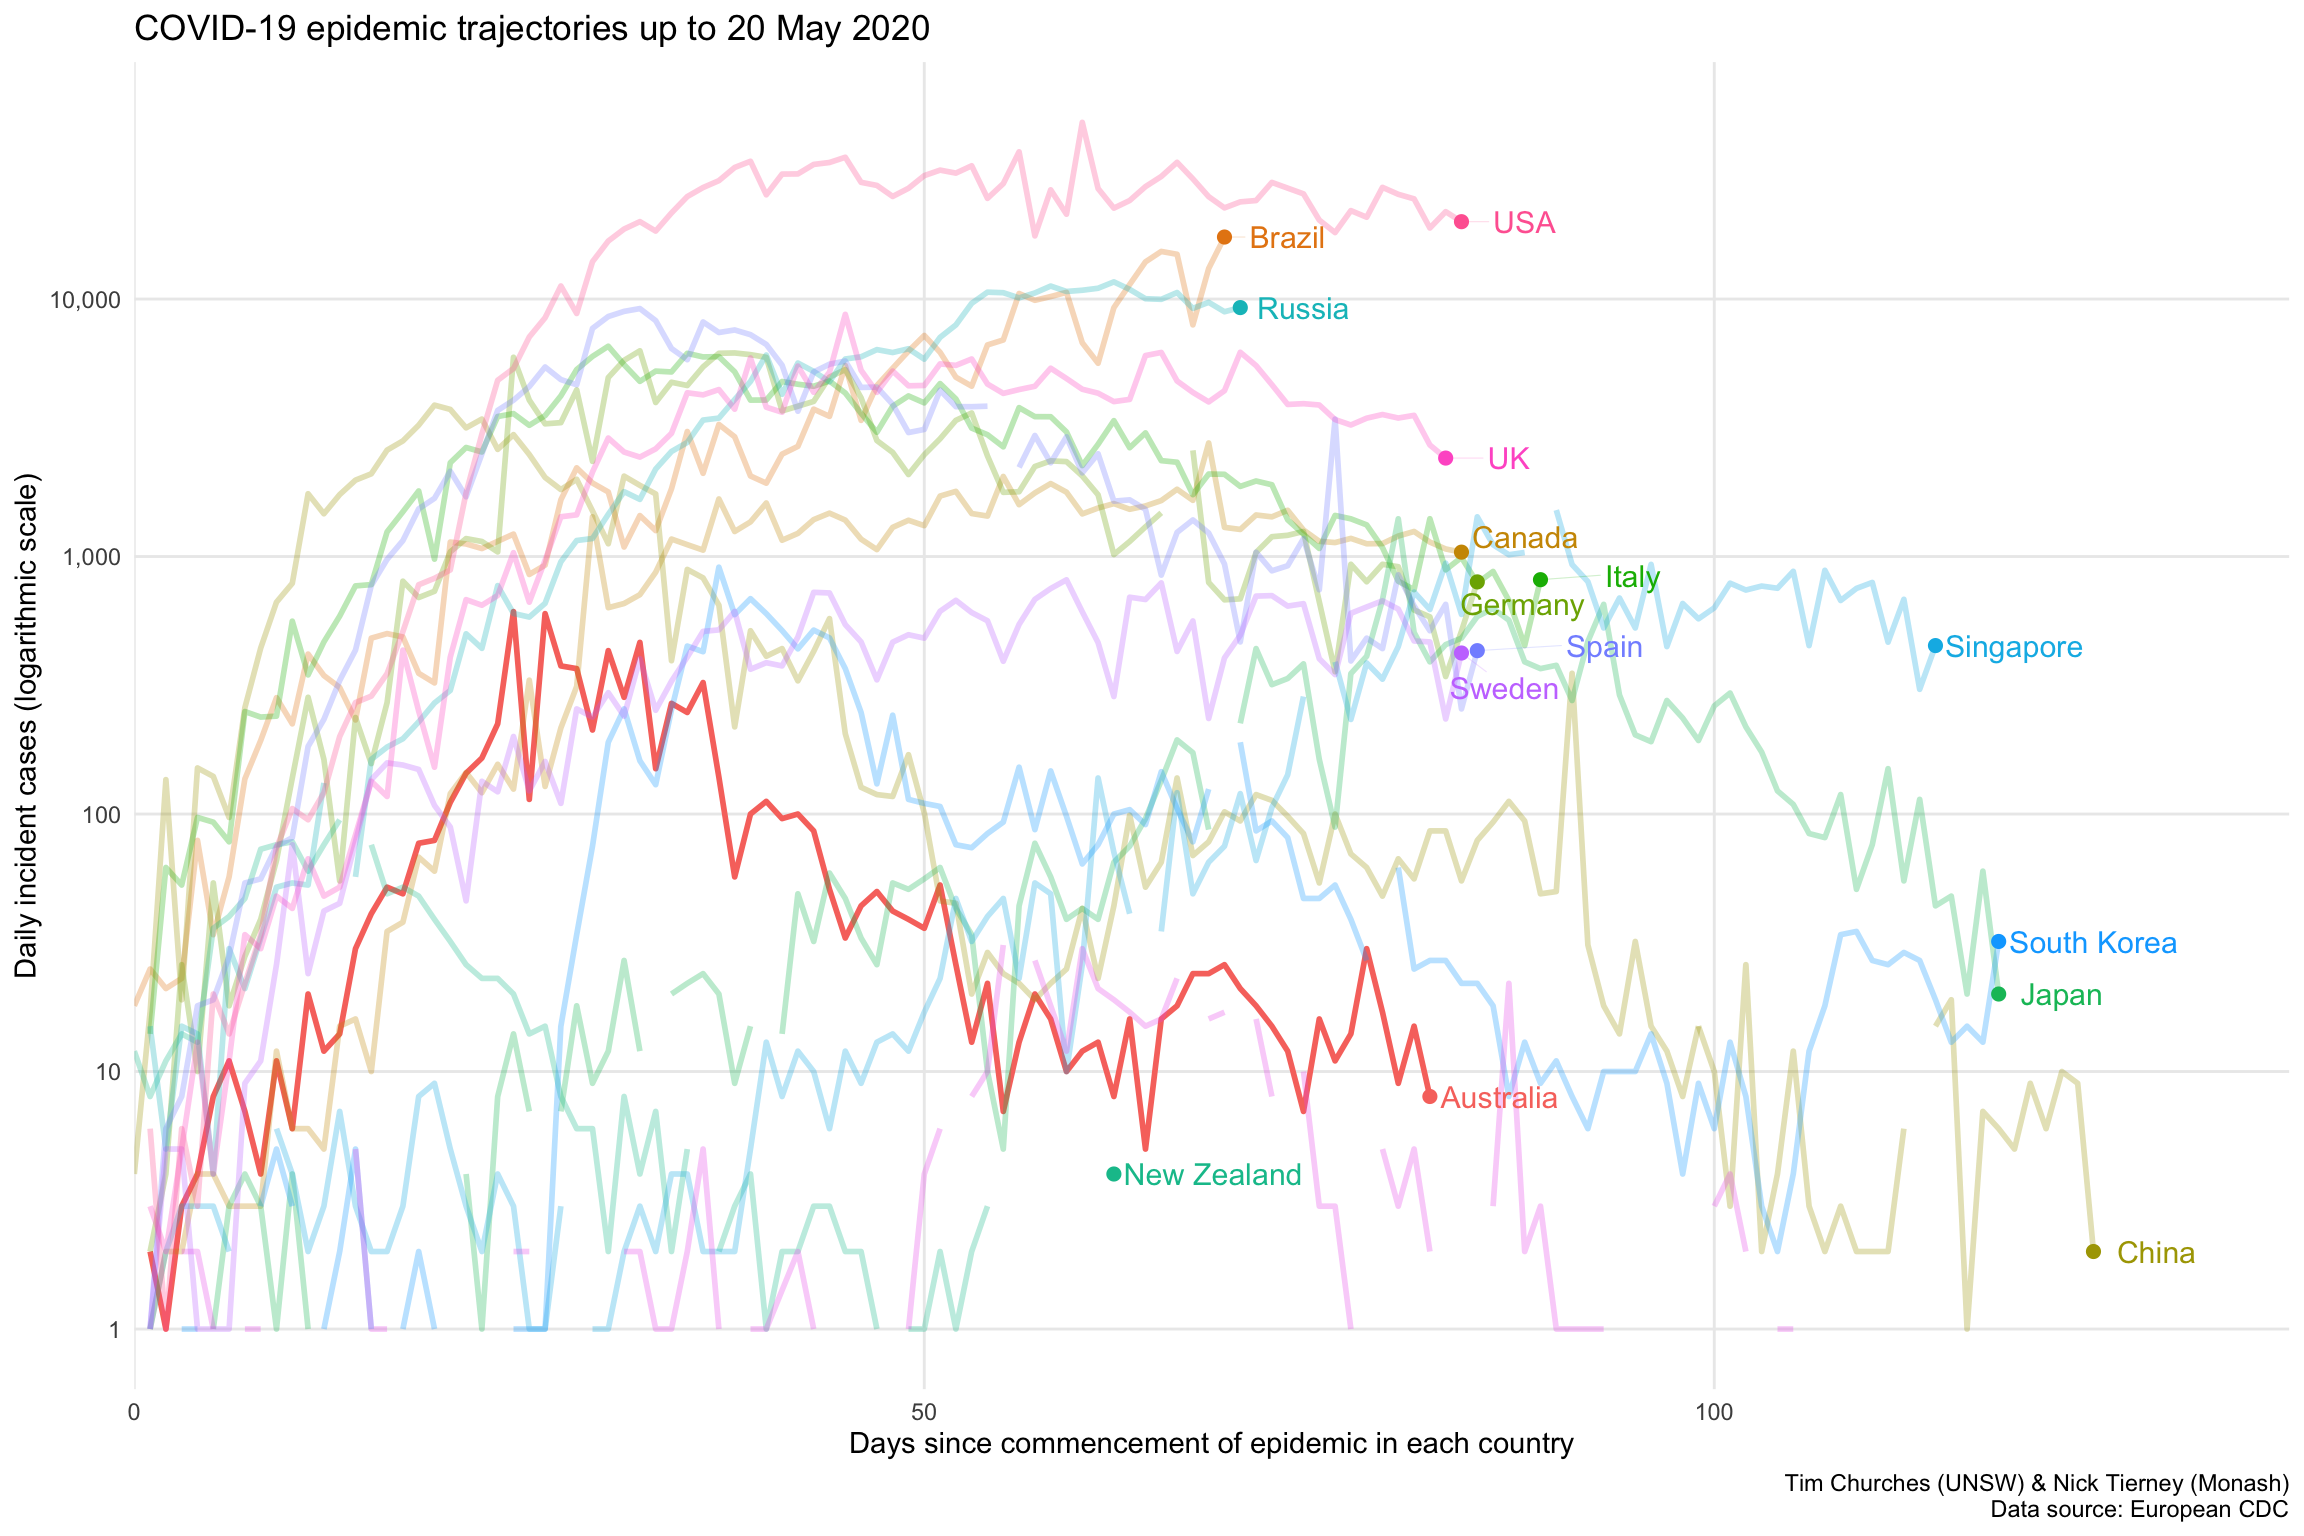 COVID-19 epidemic trajectories up to 20 May 2020
Daily incident cases (logarithmic scale)
10,000
1,000
100
10
1
USA
Brazil
Russia
UK
Canada
Italy
Germany
Spain
Singapore
Sweden
South Korea
Japan
Australia
New Zealand
China
0
50
100
Days since commencement of epidemic in each country
Tim Churches (UNSW) & Nick Tierney (Monash)
Data source: European CDC